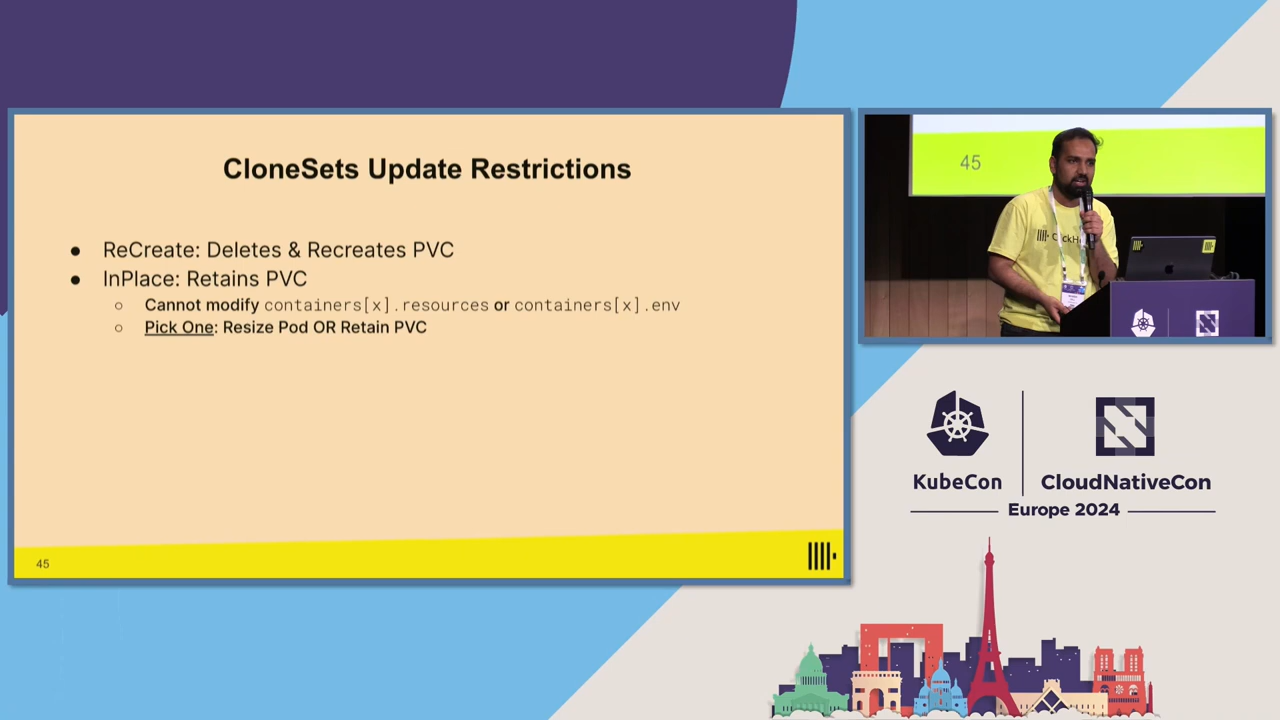 CloneSets Update Restrictions
● ReCreate: Deletes & Recreates PVC
● InPlace: Retains PVC
○ Cannot modify containers[x].resources or containers[x].env
○ Pick One: Resize Pod OR Retain PVC
45
45
KubeCon
CloudNativeCon
Europe 2024